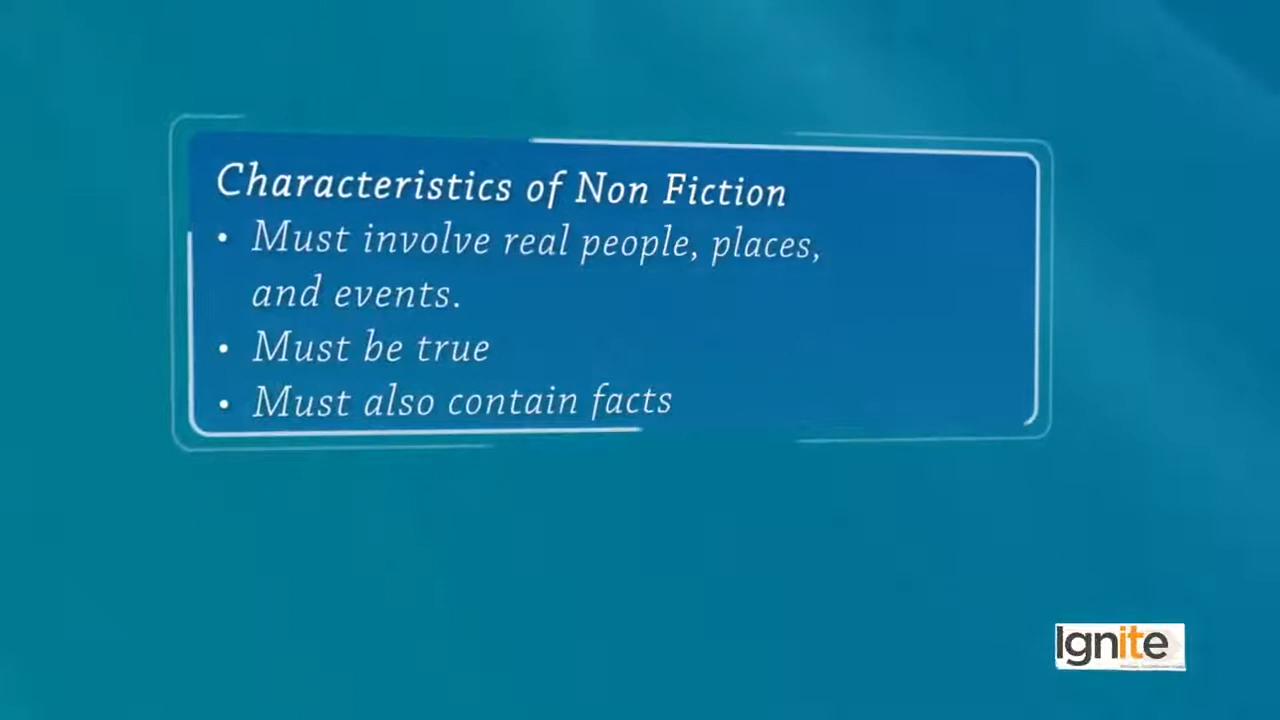 Characteristics of Non Fiction
• Must involve real people, places,
and events.
• Must be true
• Must also contain facts
Ignite